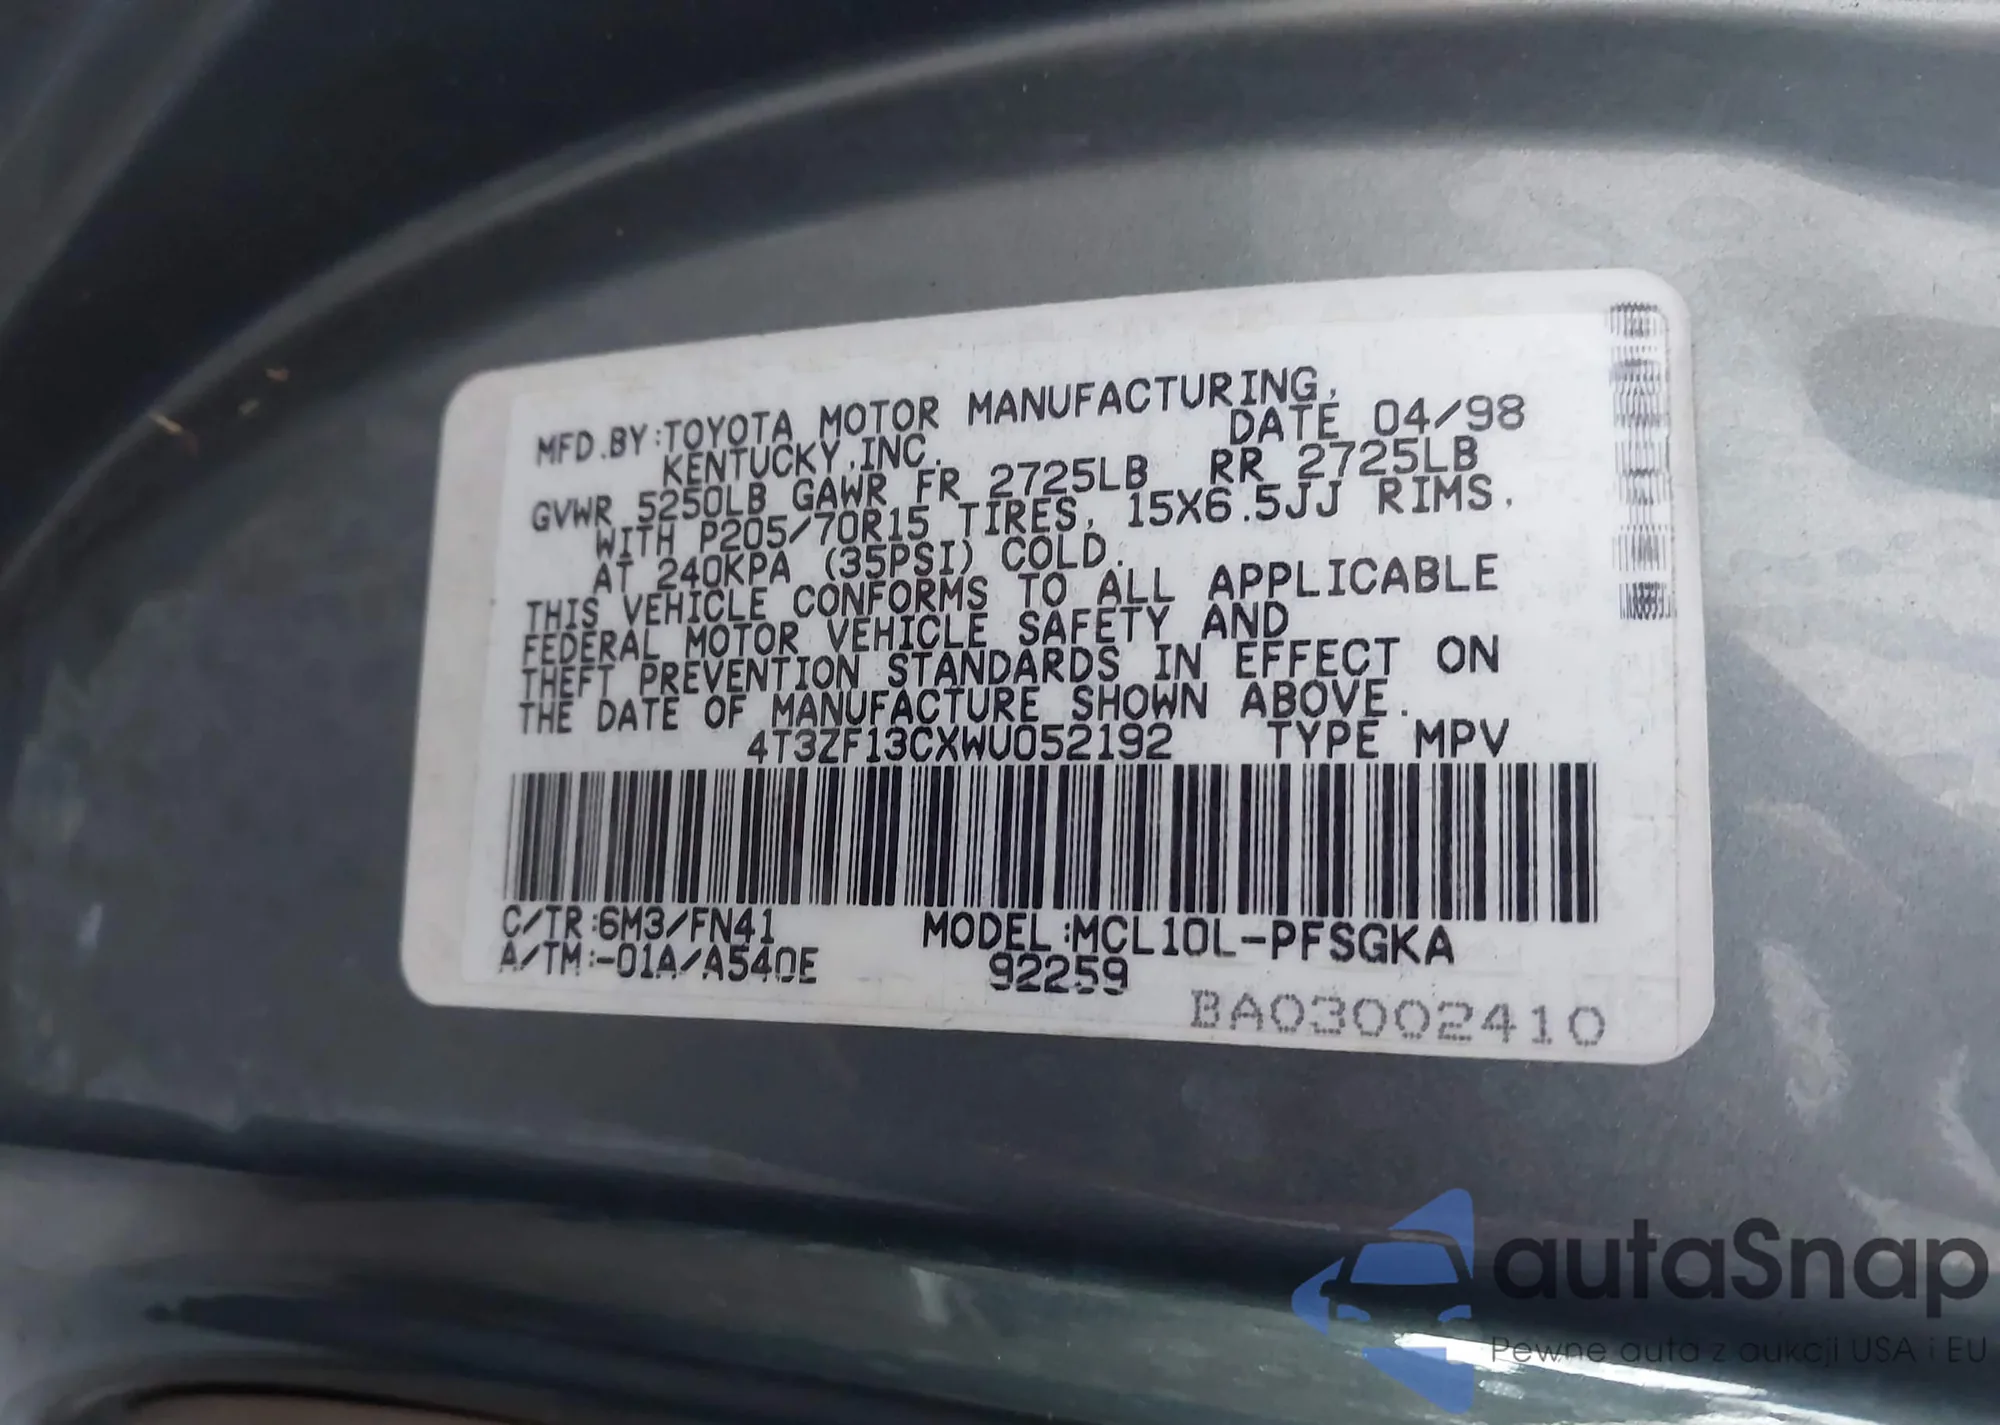 MFD.BY:TOYOTA MOTOR MANUFACTURING,
KENTUCKY,INC. DATE 04/98
GVWR 5250LB GAWR FR 2725LB RR 2725LB
WITH P205/70R15 TIRES, 15X6.5JJ RIMS,
AT 240KPA (35PSI) COLD.
THIS VEHICLE CONFORMS TO ALL APPLICABLE
FEDERAL MOTOR VEHICLE SAFETY AND
THEFT PREVENTION STANDARDS IN EFFECT ON
THE DATE OF MANUFACTURE SHOWN ABOVE.
4T3ZF13CXWU052192 TYPE MPV
C/TR:6M3/FN41 MODEL:MCL10L-PFSGKA
A/TM:-01A/A540E 92259
BA03002410
autaSnap
Pewne auta z aukcji USA i EU